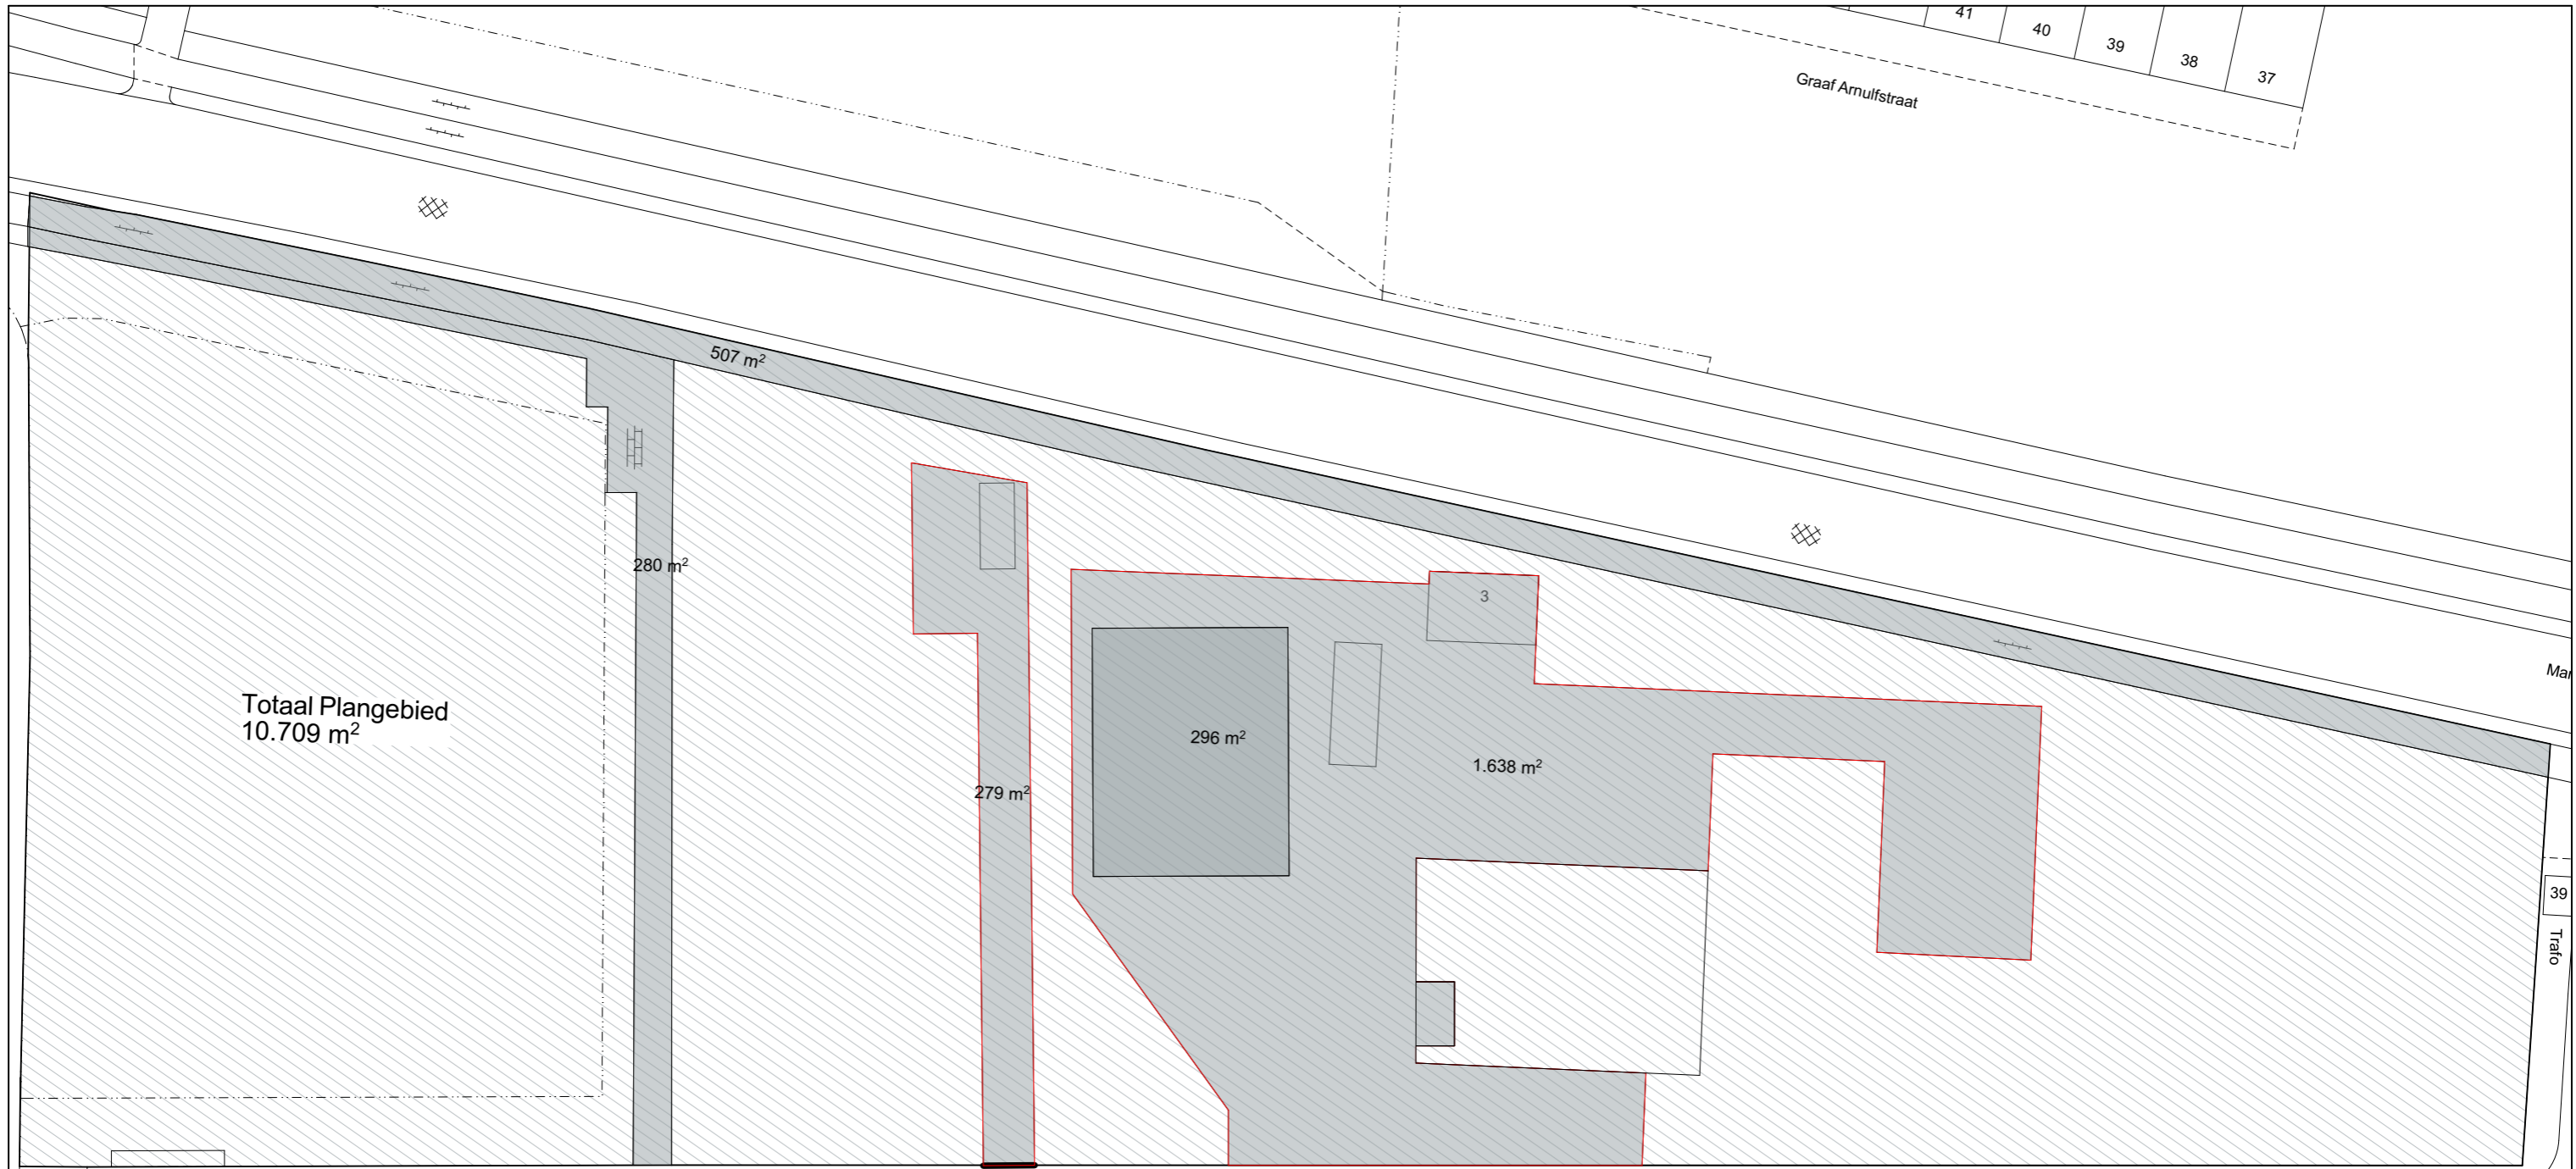 41
40
39
38
37
Graaf Arnulfstraat
507 m²
280 m²
3
Totaal Plangebied
10.709 m²
296 m²
1.638 m²
279 m²
39
Trafo